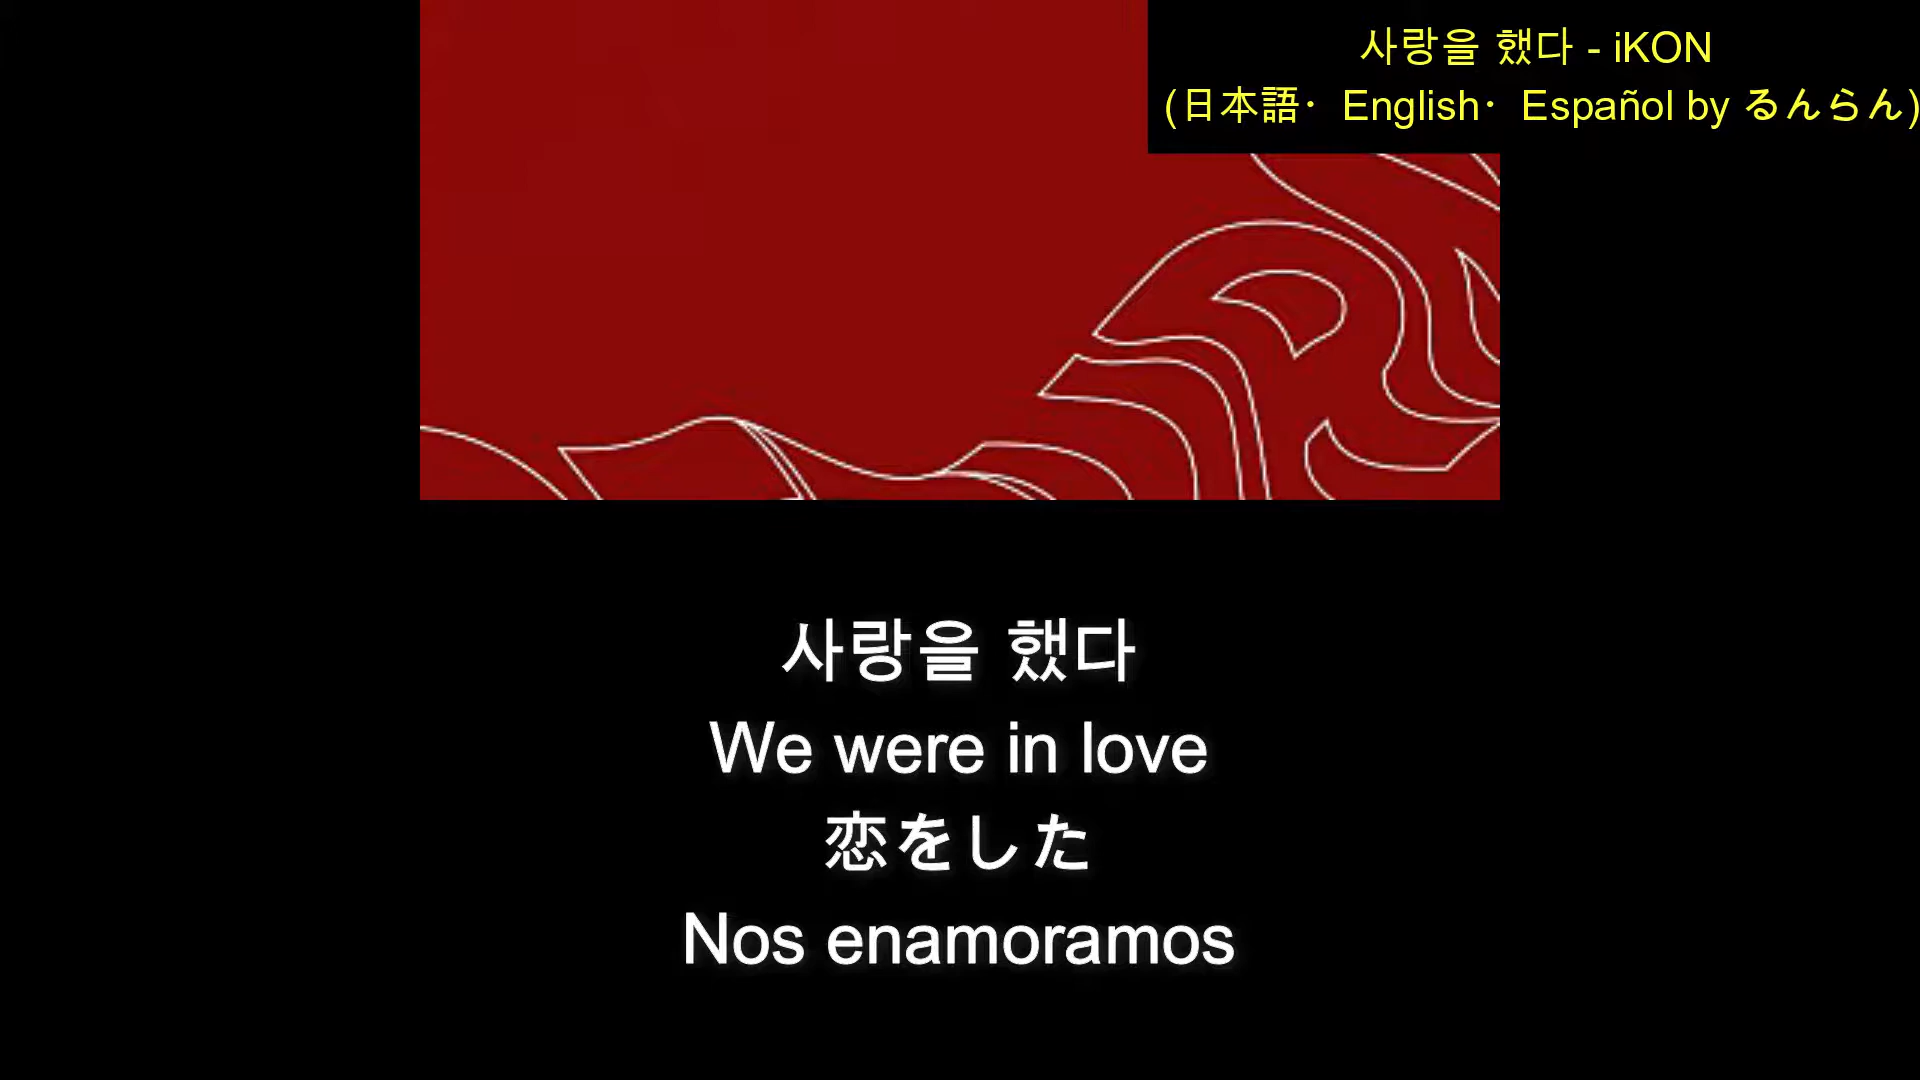 사랑을 했다 - iKON
(日本語・English・Español by るんらん)
사랑을 했다
We were in love
恋をした
Nos enamoramos